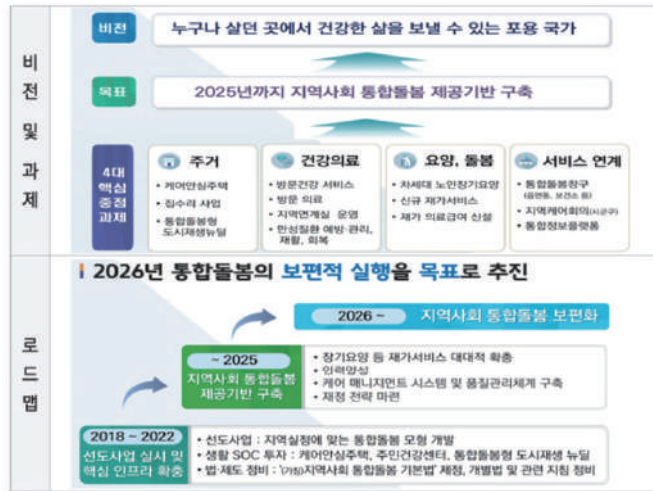 비전 및 과제
비전
누구나 살던 곳에서 건강한 삶을 보낼 수 있는 포용 국가
목표
2025년까지 지역사회 통합돌봄 제공기반 구축
4대
핵심
중점
과제
주거
• 케어안심주택
• 집수리 사업
• 통합돌봄형
도시재생뉴딜
건강의료
• 방문건강 서비스
• 방문 의료
• 지역연계실 운영
• 만성질환 예방·관리,
재활, 회복
요양, 돌봄
• 차세대 노인장기요양
• 신규 재가서비스
• 재가 의료급여 신설
서비스 연계
• 통합돌봄창구
(읍면동, 보건소 등)
• 지역케어회의(시군구)
• 통합정보플랫폼
로드맵
2026년 통합돌봄의 보편적 실행을 목표로 추진
2026 ~ 지역사회 통합돌봄 보편화
~ 2025
지역사회 통합돌봄
제공기반 구축
• 장기요양 등 재가서비스 대대적 확충
• 인력양성
• 케어 매니지먼트 시스템 및 품질관리체계 구축
• 재정 전략 마련
2018 ~ 2022
선도사업 실시 및
핵심 인프라 확충
• 선도사업 : 지역실정에 맞는 통합돌봄 모형 개발
• 생활 SOC 투자 : 케어안심주택, 주민건강센터, 통합돌봄형 도시재생 뉴딜
• 법·제도 정비 : '(가칭)지역사회 통합돌봄 기본법' 제정, 개별법 및 관련 지침 정비